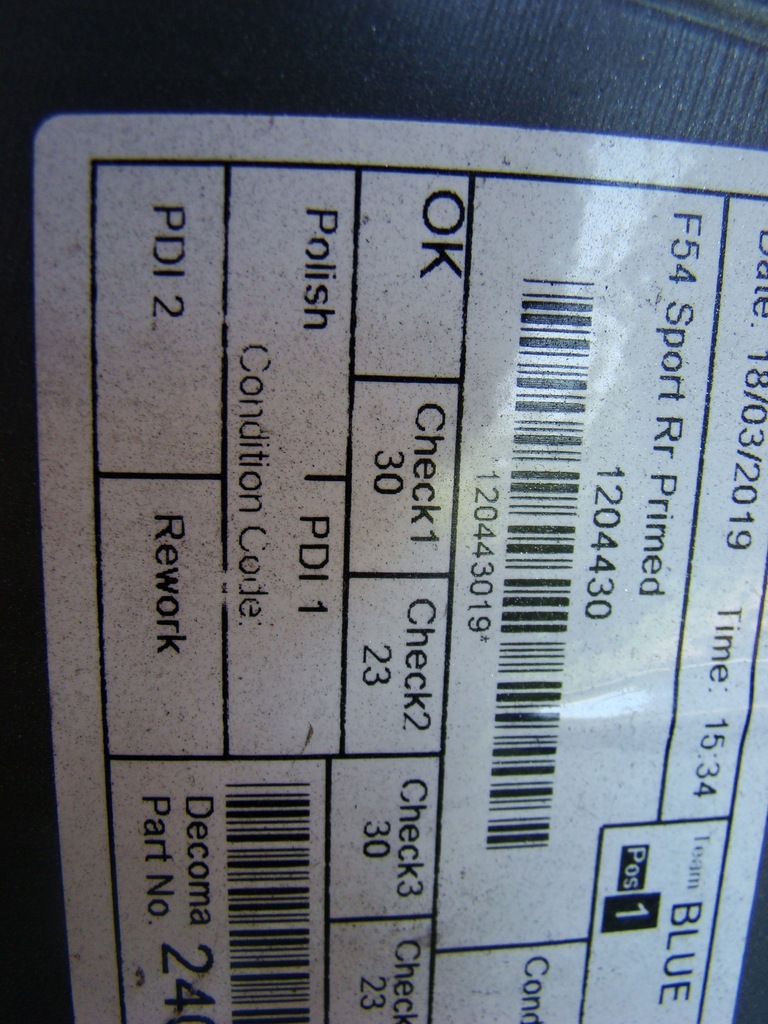 Date: 18/03/2019 Time: 15:34
Team BLUE
Pos 1
F54 Sport Rr Primed
1204430
120443019*
Cond
OK
Check1 30
Check2 23
Check3 30
Check 23
Polish
PDI 1
Condition Code:
PDI 2
Rework
Decoma
Part No. 24